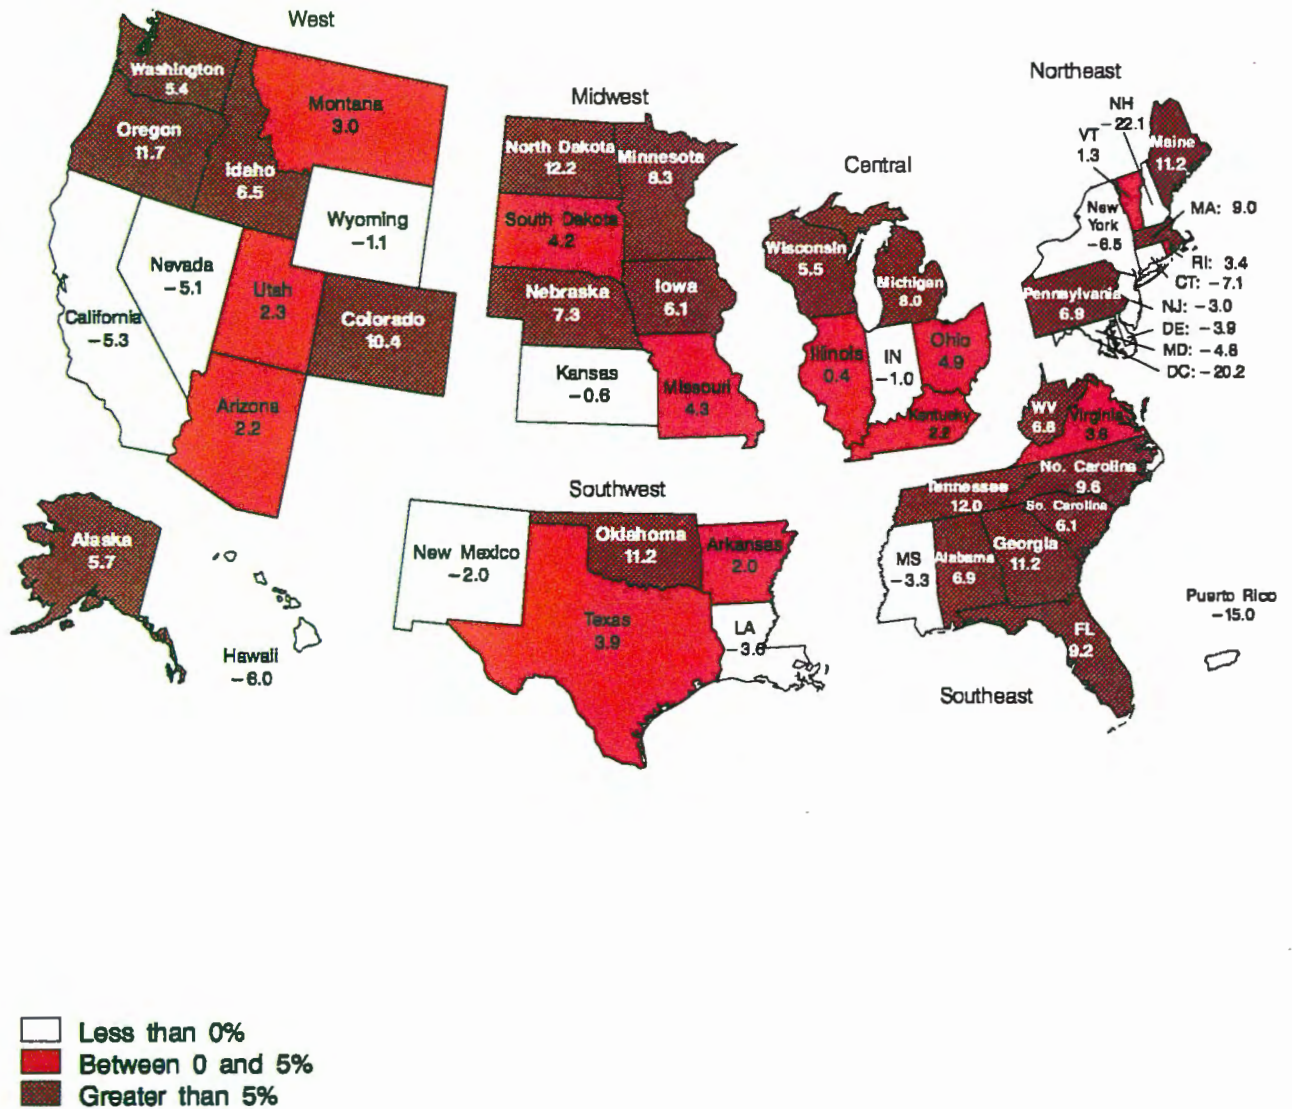 West
Washington
5.4
Montana
3.0
Oregon
11.7
Idaho
6.5
Wyoming
-1.1
Nevada
-5.1
Utah
2.3
California
-5.3
Colorado
10.4
Arizona
2.2
Alaska
5.7
Hawaii
-6.0
Midwest
North Dakota
12.2
Minnesota
8.3
South Dakota
4.2
Nebraska
7.3
Iowa
6.1
Kansas
-0.6
Missouri
4.3
Central
Wisconsin
5.5
Michigan
8.0
Illinois
0.4
IN
-1.0
Ohio
4.9
Kentucky
2.2
Northeast
NH
-22.1
VT
1.3
Maine
11.2
New
York
-6.5
MA: 9.0
RI: 3.4
CT: -7.1
Pennsylvania
6.9
NJ: -3.0
DE: -3.9
MD: -4.8
DC: -20.2
Southwest
New Mexico
-2.0
Oklahoma
11.2
Arkansas
2.0
Texas
3.9
LA
-3.6
WV
6.8
Virginia
3.8
No. Carolina
9.6
Tennessee
12.0
So. Carolina
6.1
Georgia
11.2
MS
-3.3
Alabama
6.9
FL
9.2
Southeast
Puerto Rico
-15.0
Less than 0%
Between 0 and 5%
Greater than 5%